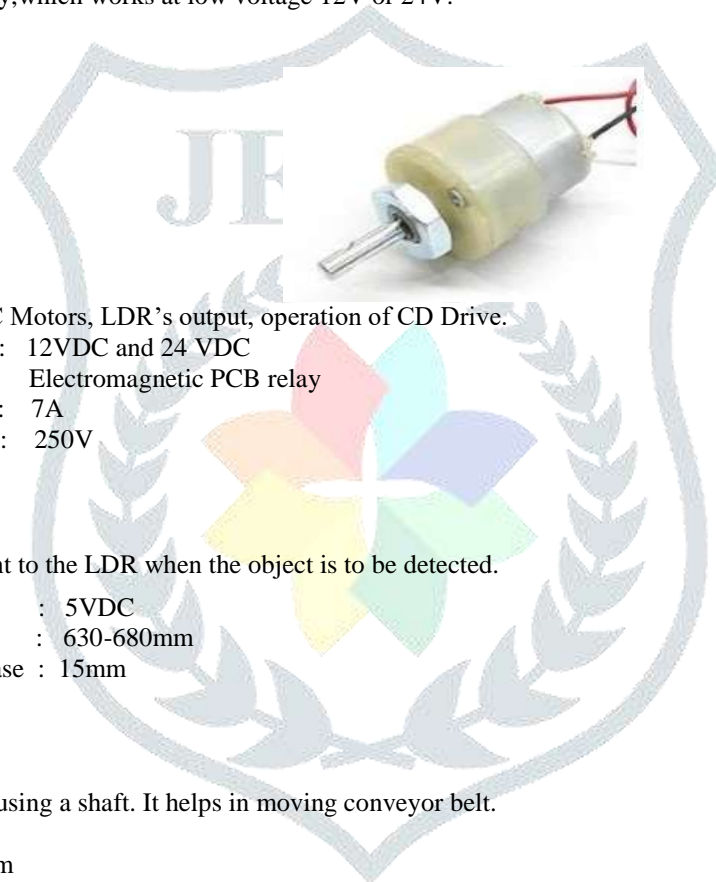 which works at low voltage 12V or 24V.
JE
C Motors, LDR’s output, operation of CD Drive.
: 12VDC and 24 VDC
Electromagnetic PCB relay
: 7A
: 250V
nt to the LDR when the object is to be detected.
: 5VDC
: 630-680mm
ase : 15mm
using a shaft. It helps in moving conveyor belt.
m